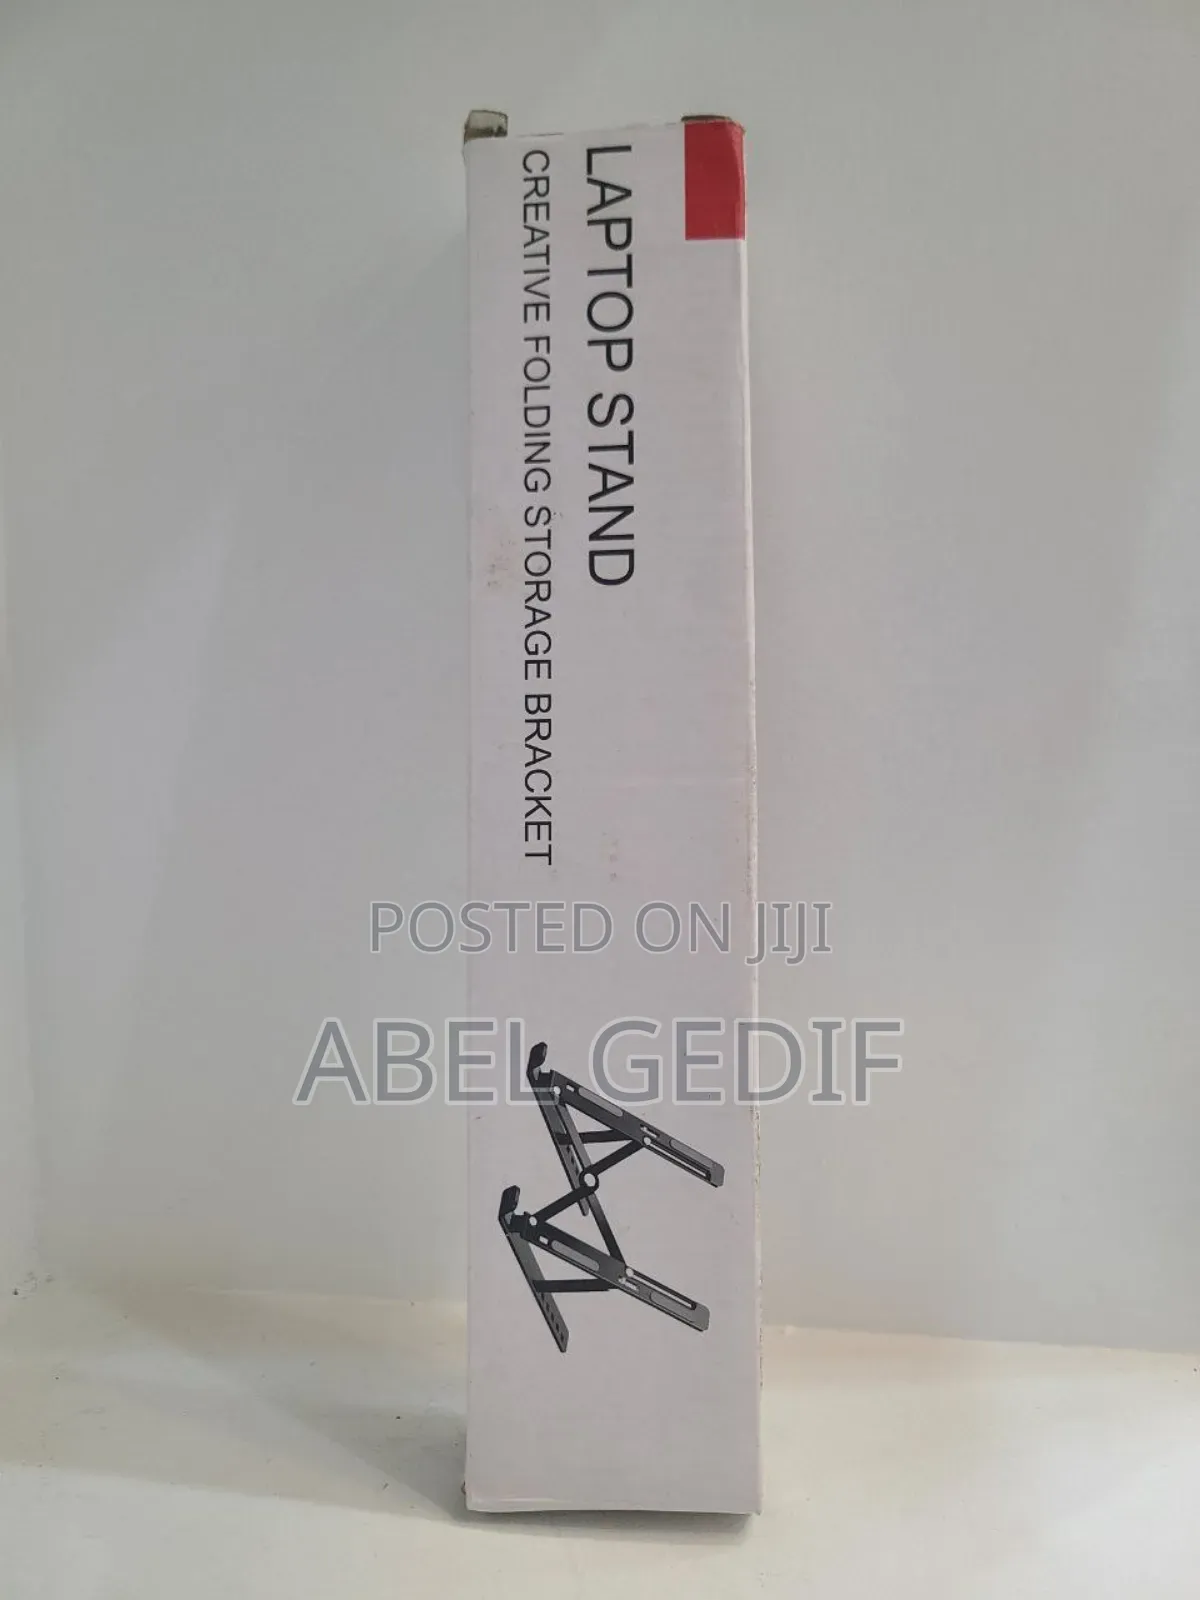 LAPTOP STAND
CREATIVE FOLDING STORAGE BRACKET
POSTED ON JIJI
ABEL GEDIF